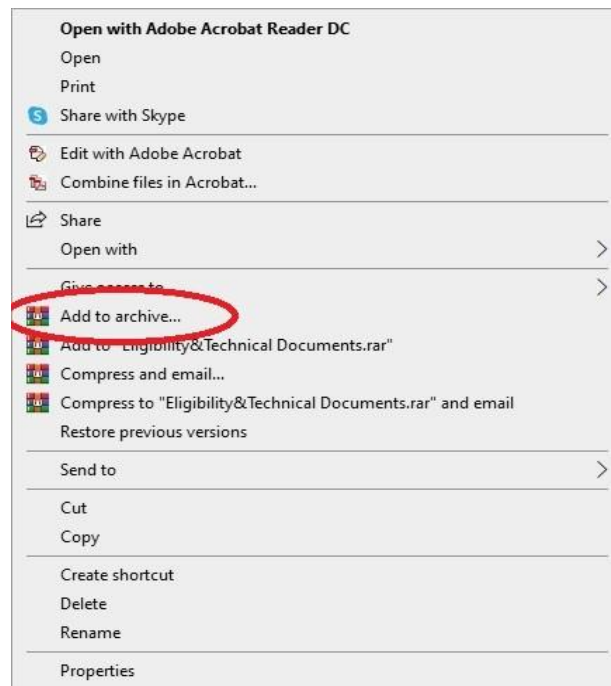 Open with Adobe Acrobat Reader DC
Open
Print
Share with Skype
Edit with Adobe Acrobat
Combine files in Acrobat...
Share
Open with
Give access to
Add to archive...
Add to "Eligibility&Technical Documents.rar"
Compress and email...
Compress to "Eligibility&Technical Documents.rar" and email
Restore previous versions
Send to
Cut
Copy
Create shortcut
Delete
Rename
Properties